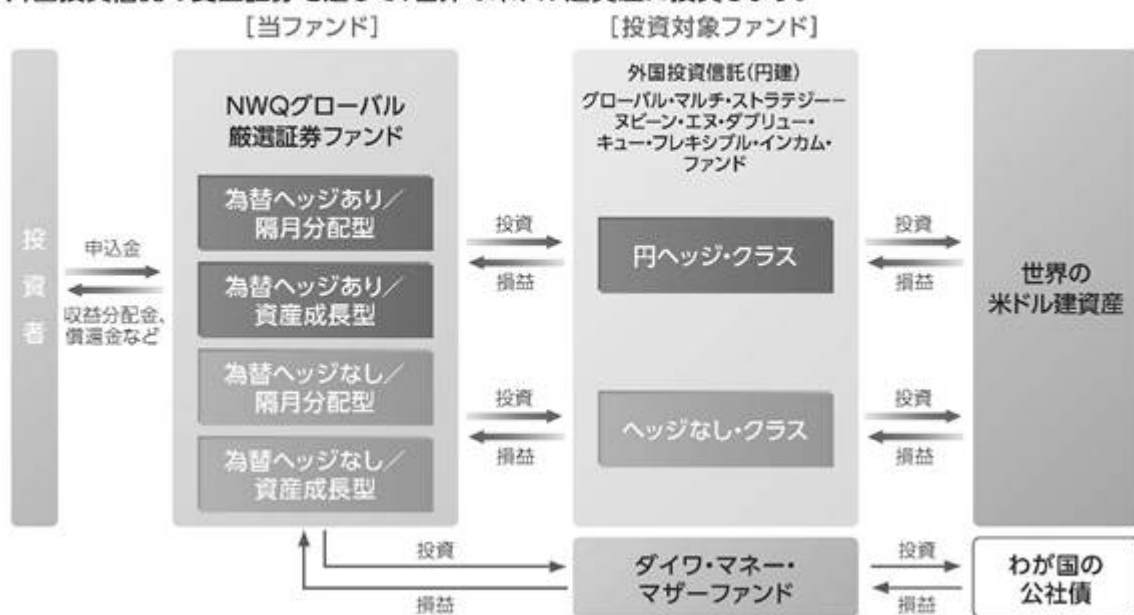 [当ファンド]
[投資対象ファンド]
投資者
申込金
収益分配金、
償還金など
NWQグローバル
厳選証券ファンド
為替ヘッジあり／
隔月分配型
為替ヘッジあり／
資産成長型
為替ヘッジなし／
隔月分配型
為替ヘッジなし／
資産成長型
投資
損益
投資
損益
外国投資信託(円建)
グローバル・マルチ・ストラテジー－
ヌビーン・エヌ・ダブリュー・
キュー・フレキシブル・インカム・
ファンド
円ヘッジ・クラス
ヘッジなし・クラス
投資
損益
投資
損益
世界の
米ドル建資産
投資
損益
ダイワ・マネー・
マザーファンド
投資
損益
わが国の
公社債